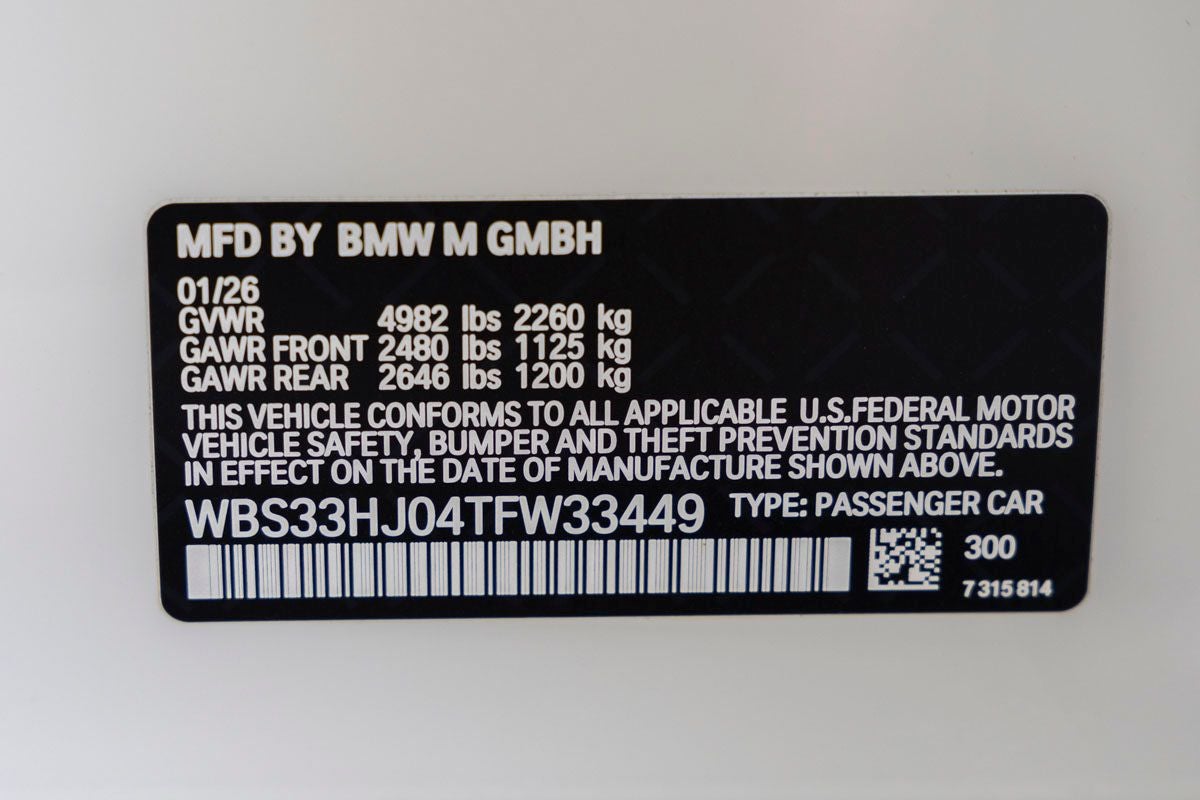 MFD BY BMW M GMBH
01/26
GVWR 4982 lbs 2260 kg
GAWR FRONT 2480 lbs 1125 kg
GAWR REAR 2646 lbs 1200 kg
THIS VEHICLE CONFORMS TO ALL APPLICABLE U.S.FEDERAL MOTOR
VEHICLE SAFETY, BUMPER AND THEFT PREVENTION STANDARDS
IN EFFECT ON THE DATE OF MANUFACTURE SHOWN ABOVE.
WBS33HJ04TFW33449 TYPE: PASSENGER CAR
300
7 315 814